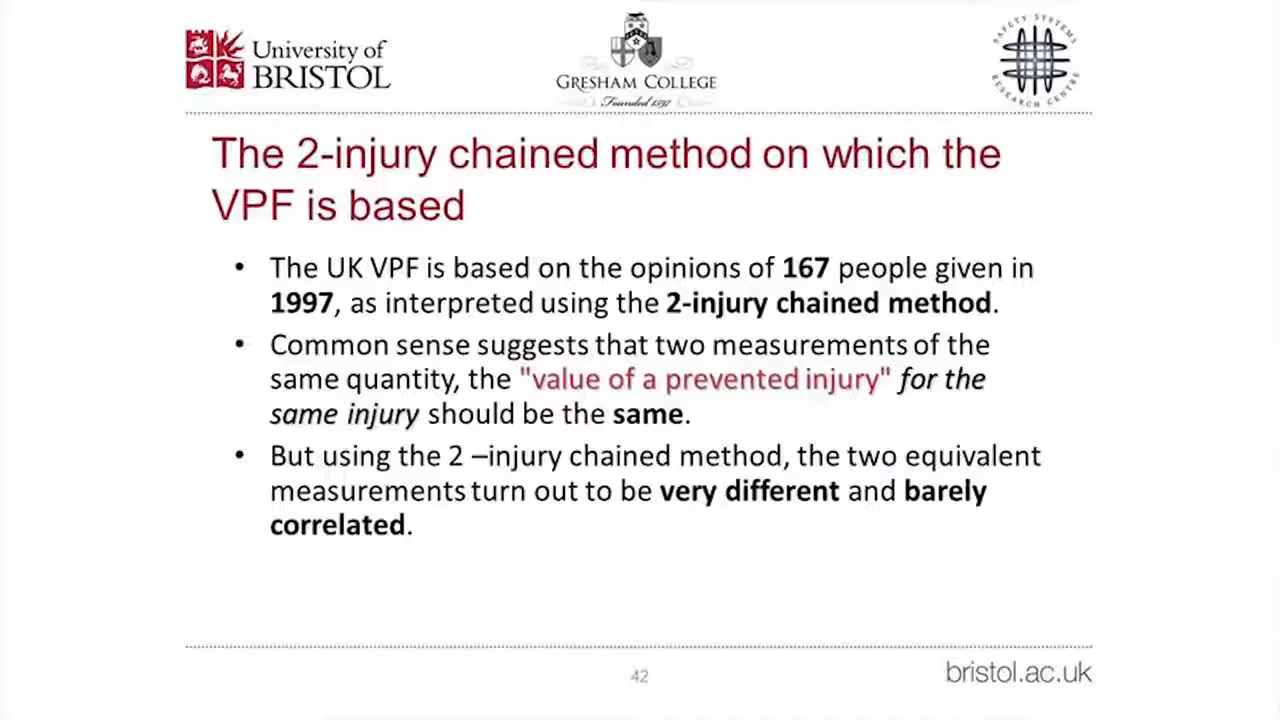 University of
BRISTOL
GRESHAM COLLEGE
Founded 1597
SAFETY SYSTEMS
RESEARCH CENTRE
The 2-injury chained method on which the
VPF is based
• The UK VPF is based on the opinions of 167 people given in
1997, as interpreted using the 2-injury chained method.
• Common sense suggests that two measurements of the
same quantity, the "value of a prevented injury" for the
same injury should be the same.
• But using the 2 –injury chained method, the two equivalent
measurements turn out to be very different and barely
correlated.
42
bristol.ac.uk